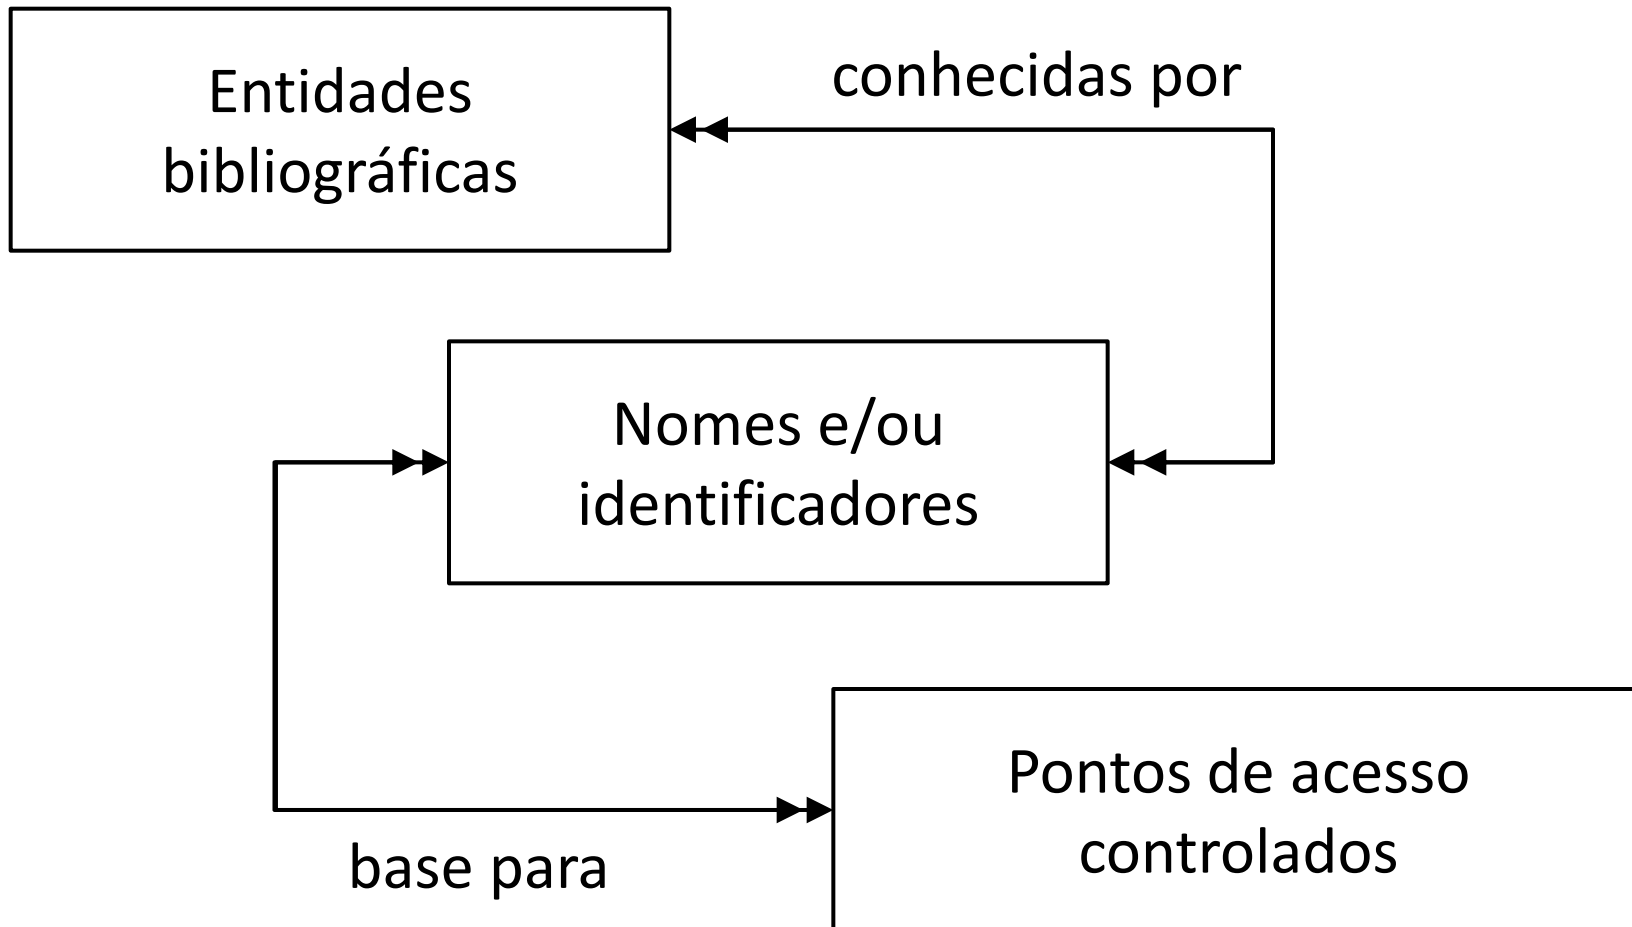 Entidades
bibliográficas
conhecidas por
Nomes e/ou
identificadores
Pontos de acesso
controlados
base para